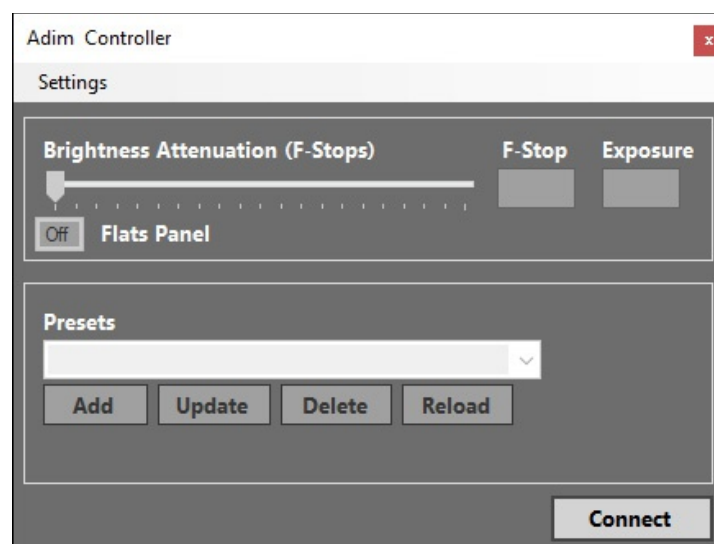 Adim Controller
x
Settings
Brightness Attenuation (F-Stops) F-Stop Exposure
Off Flats Panel
Presets
Add Update Delete Reload
Connect